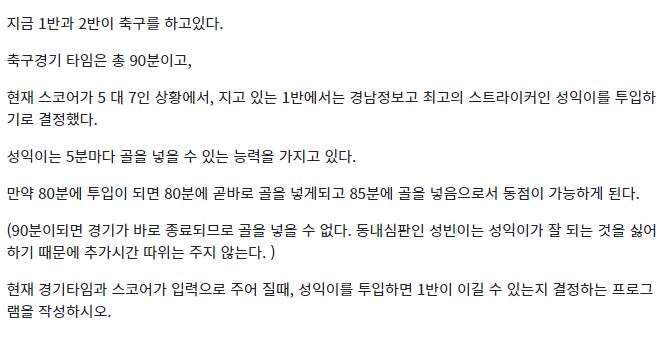 지금 1반과 2반이 축구를 하고있다.
축구경기 타임은 총 90분이고,
현재 스코어가 5 대 7인 상황에서, 지고 있는 1반에서는 경남정보고 최고의 스트라이커인 성익이를 투입하
기로 결정했다.
성익이는 5분마다 골을 넣을 수 있는 능력을 가지고 있다.
만약 80분에 투입이 되면 80분에 곧바로 골을 넣게되고 85분에 골을 넣음으로서 동점이 가능하게 된다.
(90분이되면 경기가 바로 종료되므로 골을 넣을 수 없다. 동내심판인 성빈이는 성익이가 잘 되는 것을 싫어
하기 때문에 추가시간 따위는 주지 않는다. )
현재 경기타임과 스코어가 입력으로 주어 질때, 성익이를 투입하면 1반이 이길 수 있는지 결정하는 프로그
램을 작성하시오.